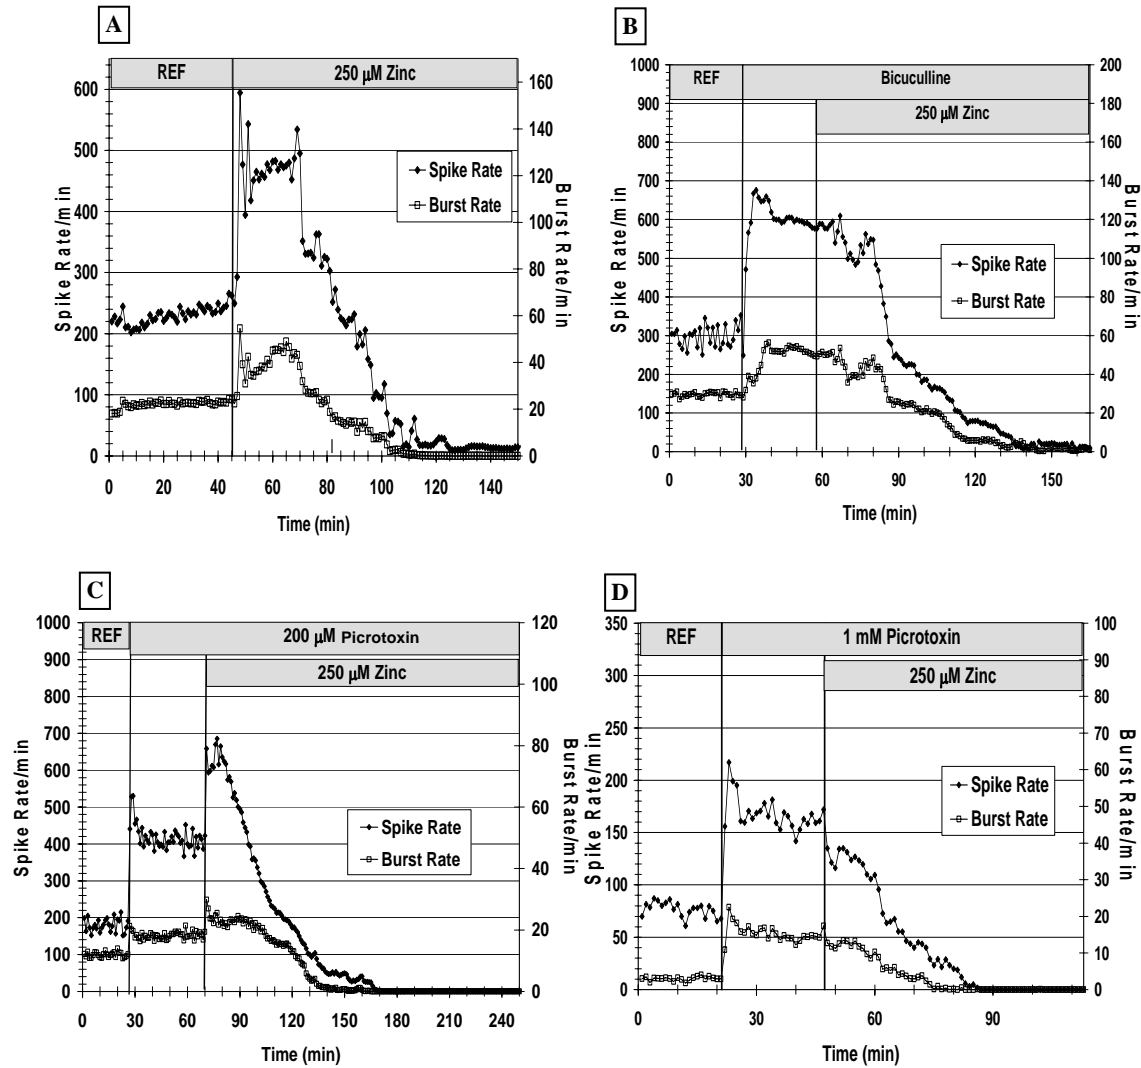 A
REF
250 μM Zinc
600
500
400
300
200
100
0
160
140
120
100
80
60
40
20
0
Spike Rate/min
Burst Rate/min
Spike Rate
Burst Rate
0 20 40 60 80 100 120 140
Time (min)
B
REF
Bicuculline
250 μM Zinc
1000
900
800
700
600
500
400
300
200
100
0
200
180
160
140
120
100
80
60
40
20
0
Spike Rate/min
Burst Rate/min
Spike Rate
Burst Rate
0 30 60 90 120 150
Time (min)
C
REF
200 μM Picrotoxin
250 μM Zinc
1000
900
800
700
600
500
400
300
200
100
0
120
100
80
60
40
20
0
Spike Rate/min
Burst Rate/min
Spike Rate
Burst Rate
0 30 60 90 120 150 180 210 240
Time (min)
D
REF
1 mM Picrotoxin
250 μM Zinc
350
300
250
200
150
100
50
0
100
90
80
70
60
50
40
30
20
10
0
Spike Rate/min
Burst Rate/min
Spike Rate
Burst Rate
0 30 60 90
Time (min)